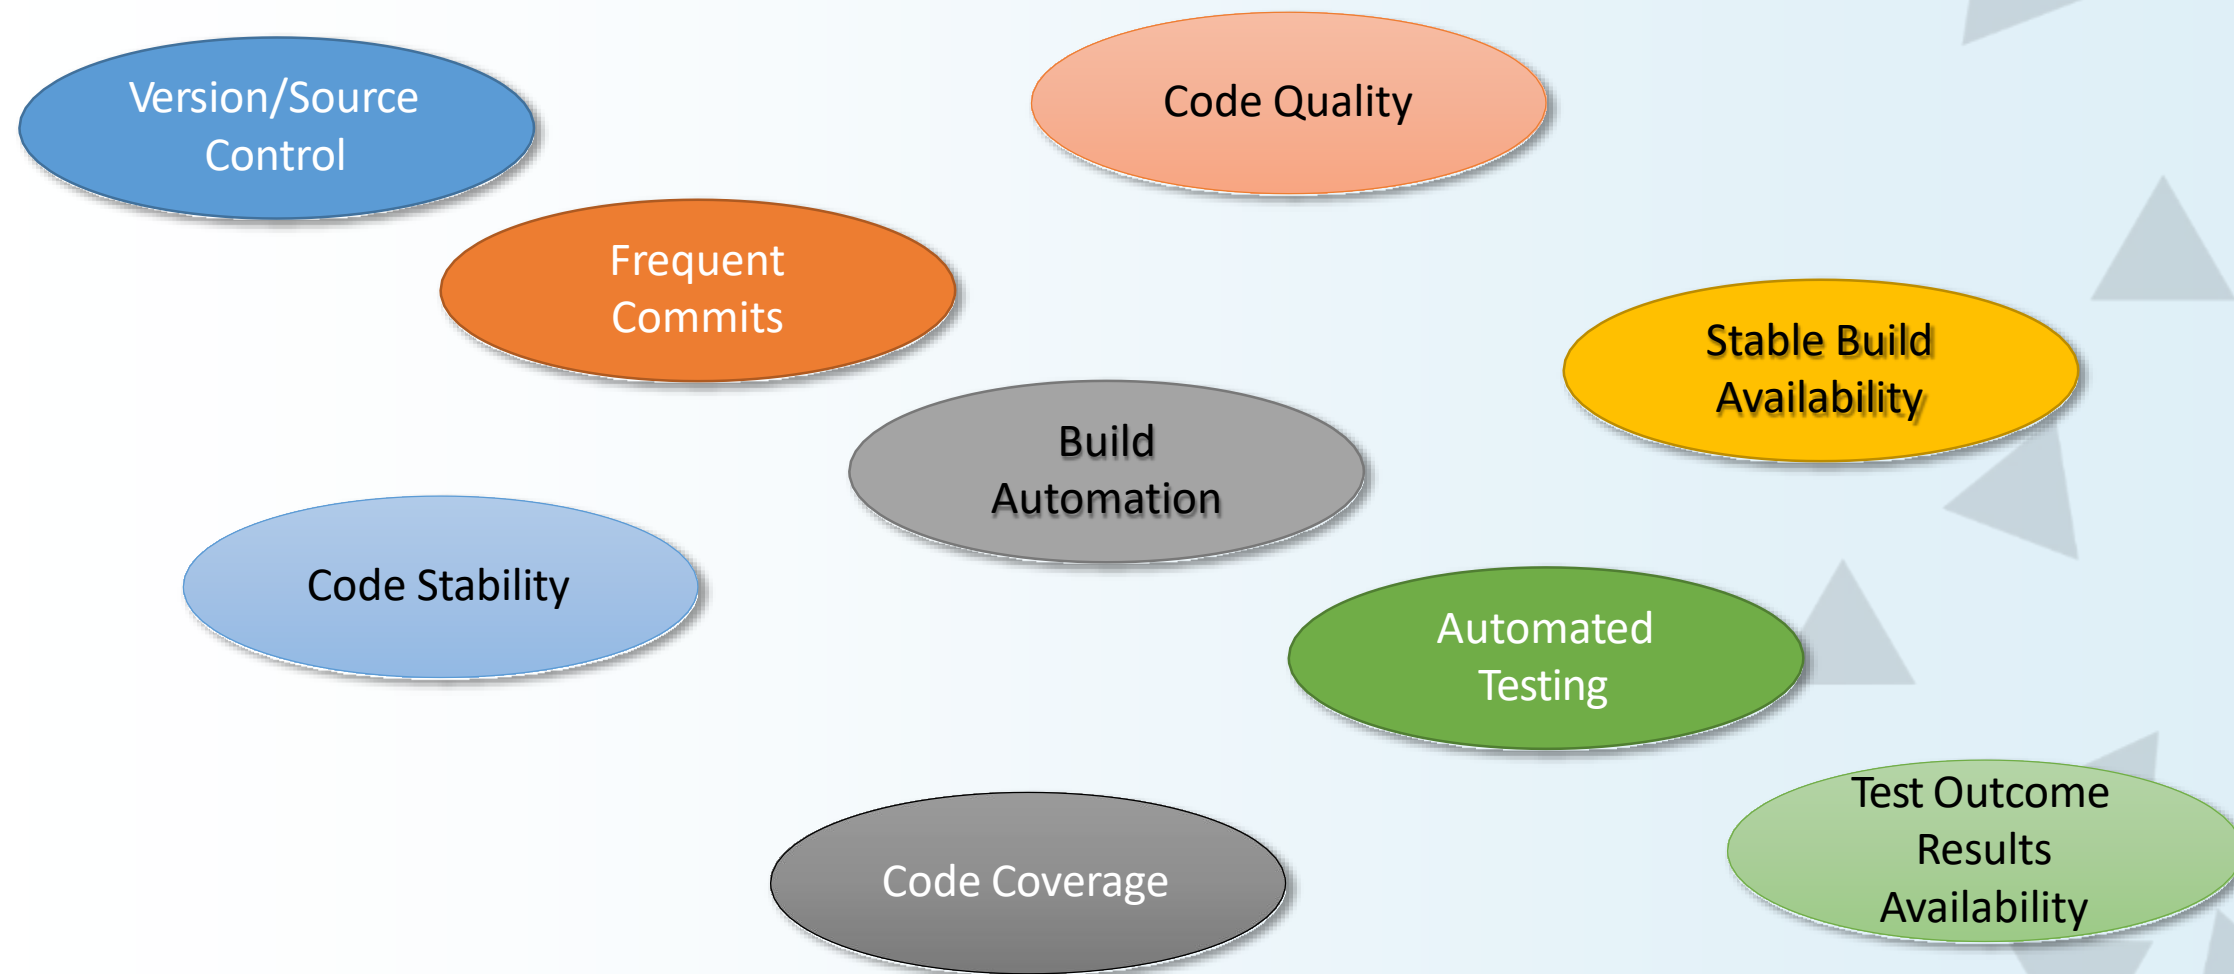 Version/Source
Control
Code Quality
Frequent
Commits
Stable Build
Availability
Build
Automation
Code Stability
Automated
Testing
Test Outcome
Results
Availability
Code Coverage